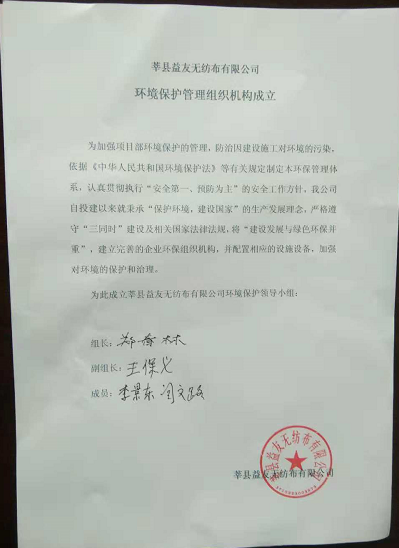 莘县益友无纺布有限公司
环境保护管理组织机构成立
为加强项目部环境保护的管理，防治因建设施工对环境的污染，
依据《中华人民共和国环境保护法》等有关规定制定本环保管理体
系，认真贯彻执行“安全第一、预防为主”的安全工作方针，我公司
自投建以来就秉承“保护环境，建设国家”的生产发展理念，严格遵
守“三同时”建设及相关国家法律法规，将“建设发展与绿色环保并
重”，建立完善的企业环保组织机构，并配置相应的设施设备，加强
对环境的保护和治理。
为此成立莘县益友无纺布有限公司环境保护领导小组：
组长：
副组长：王保义
成员：李景东
莘县益友无纺布有限公司
莘县益友无纺布有限公司